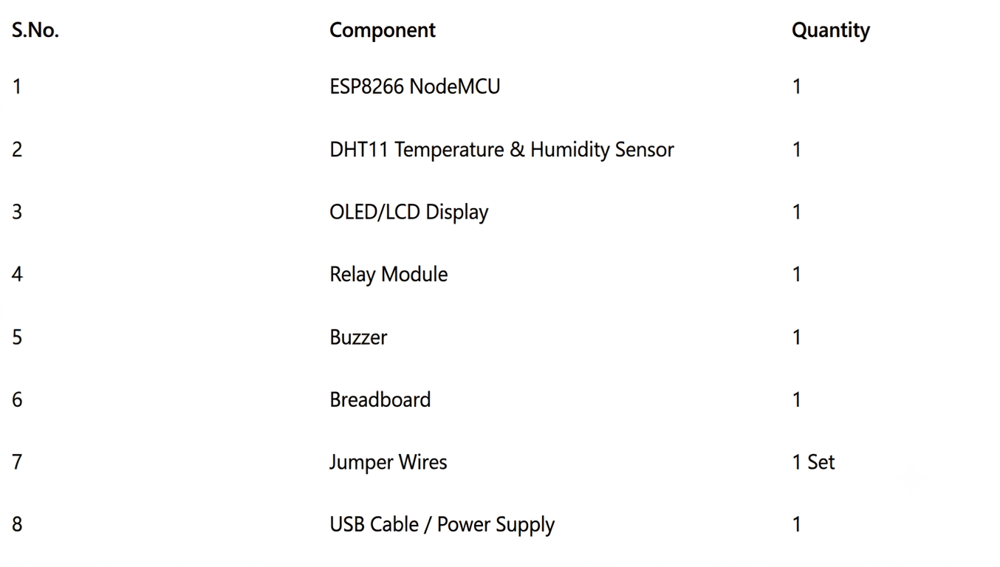 S.No. Component Quantity
1 ESP8266 NodeMCU 1
2 DHT11 Temperature & Humidity Sensor 1
3 OLED/LCD Display 1
4 Relay Module 1
5 Buzzer 1
6 Breadboard 1
7 Jumper Wires 1 Set
8 USB Cable / Power Supply 1